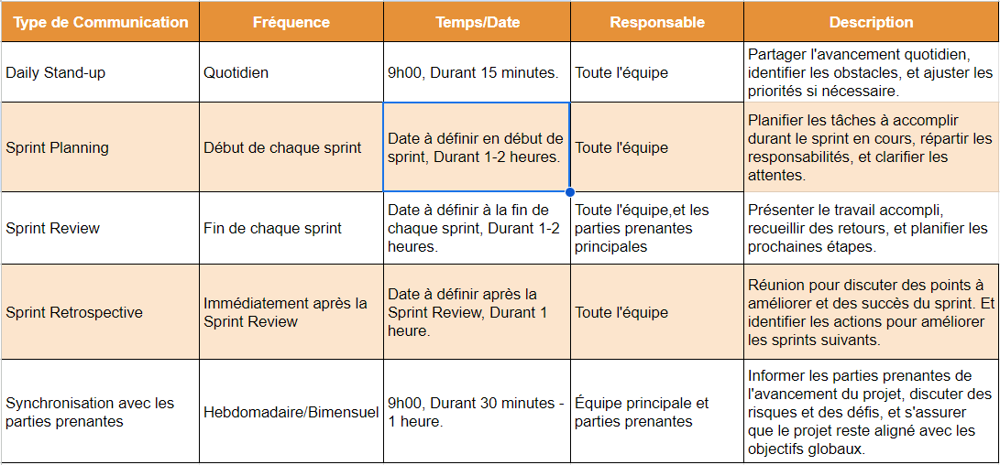 Type de Communication Fréquence Temps/Date Responsable Description
Daily Stand-up
Quotidien
9h00, Durant 15 minutes.
Toute l'équipe
Partager l'avancement quotidien,
identifier les obstacles, et ajuster les
priorités si nécessaire.
Sprint Planning
Début de chaque sprint
Date à définir en début de
sprint, Durant 1-2 heures.
Toute l'équipe
Planifier les tâches à accomplir
durant le sprint en cours, répartir les
responsabilités, et clarifier les
attentes.
Sprint Review
Fin de chaque sprint
Date à définir à la fin de
chaque sprint, Durant 1-2
heures.
Toute l'équipe,et les
parties prenantes
principales
Présenter le travail accompli,
recueillir des retours, et planifier les
prochaines étapes.
Sprint Retrospective
Immédiatement après la
Sprint Review
Date à définir après la
Sprint Review, Durant 1
heure.
Toute l'équipe
Réunion pour discuter des points à
améliorer et des succès du sprint. Et
identifier les actions pour améliorer
les sprints suivants.
Synchronisation avec les
parties prenantes
Hebdomadaire/Bimensuel
9h00, Durant 30 minutes -
1 heure.
Équipe principale et
parties prenantes
Informer les parties prenantes de
l'avancement du projet, discuter des
risques et des défis, et s'assurer
que le projet reste aligné avec les
objectifs globaux.